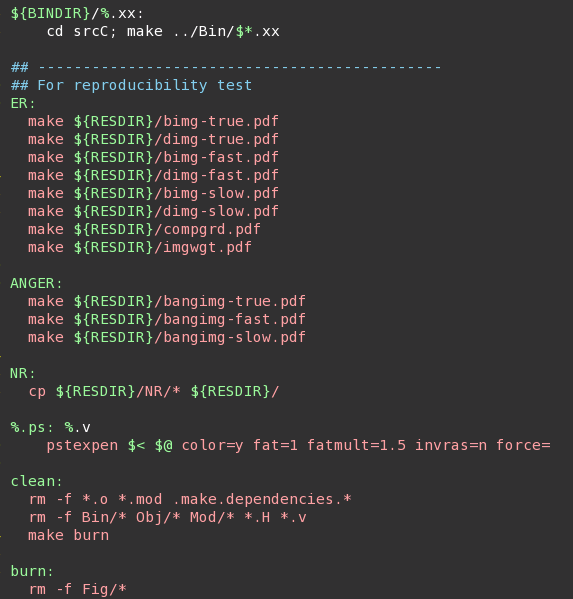 ${BINDIR}/%.xx:
    cd srcC; make ../Bin/$*.xx
## ---------------------------------------------
## For reproducibility test
ER:
  make ${RESDIR}/bimg-true.pdf
  make ${RESDIR}/dimg-true.pdf
  make ${RESDIR}/bimg-fast.pdf
  make ${RESDIR}/dimg-fast.pdf
  make ${RESDIR}/bimg-slow.pdf
  make ${RESDIR}/dimg-slow.pdf
  make ${RESDIR}/compgrd.pdf
  make ${RESDIR}/imgwgt.pdf
ANGER:
  make ${RESDIR}/bangimg-true.pdf
  make ${RESDIR}/bangimg-fast.pdf
  make ${RESDIR}/bangimg-slow.pdf
NR:
  cp ${RESDIR}/NR/* ${RESDIR}/
%.ps: %.v
    pstexpen $< $@ color=y fat=1 fatmult=1.5 invras=n force=
clean:
  rm -f *.o *.mod .make.dependencies.*
  rm -f Bin/* Obj/* Mod/* *.H *.v
  make burn
burn:
  rm -f Fig/*